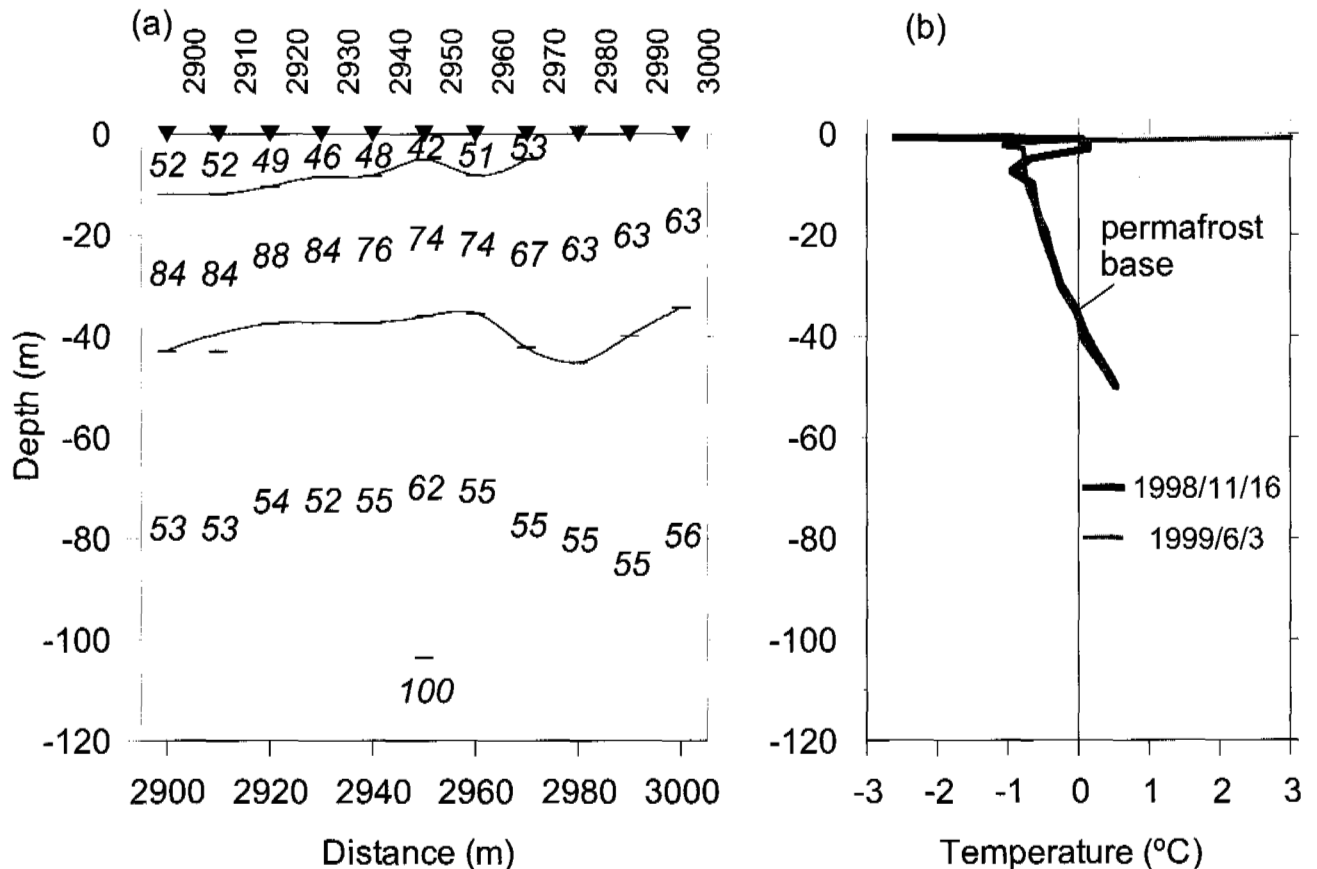 (a)
2900 2910 2920 2930 2940 2950 2960 2970 2980 2990 3000
0
52 52 49 46 48 42 51 53
-20
84 84 88 84 76 74 74 67 63 63 63
-40
Depth (m)
-60
53 53 54 52 55 62 55 55 55 55 56
-80
-100
100
-120
2900 2920 2940 2960 2980 3000
Distance (m)
(b)
0
-20
permafrost
base
-40
-60
1998/11/16
1999/6/3
-80
-100
-120
-3 -2 -1 0 1 2 3
Temperature (ºC)